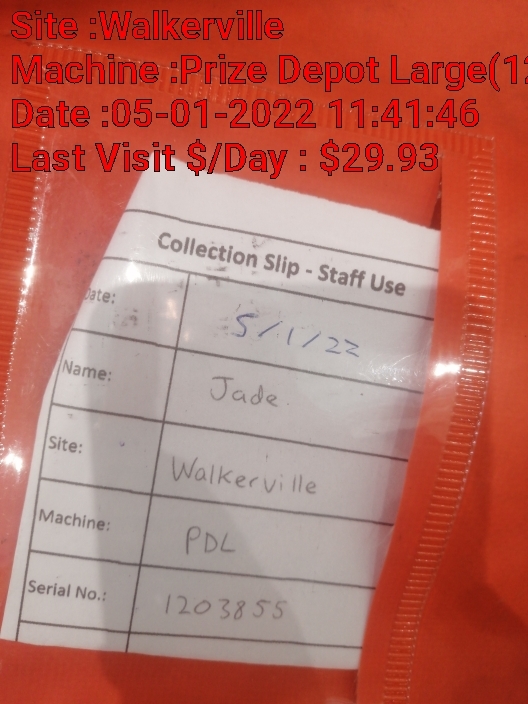 Site :Walkerville
Machine :Prize Depot Large(12
Date :05-01-2022 11:41:46
Last Visit $/Day : $29.93
Collection Slip - Staff Use
Date: 5/1/22
Name: Jade
Site: Walkerville
Machine: PDL
Serial No.: 1203855